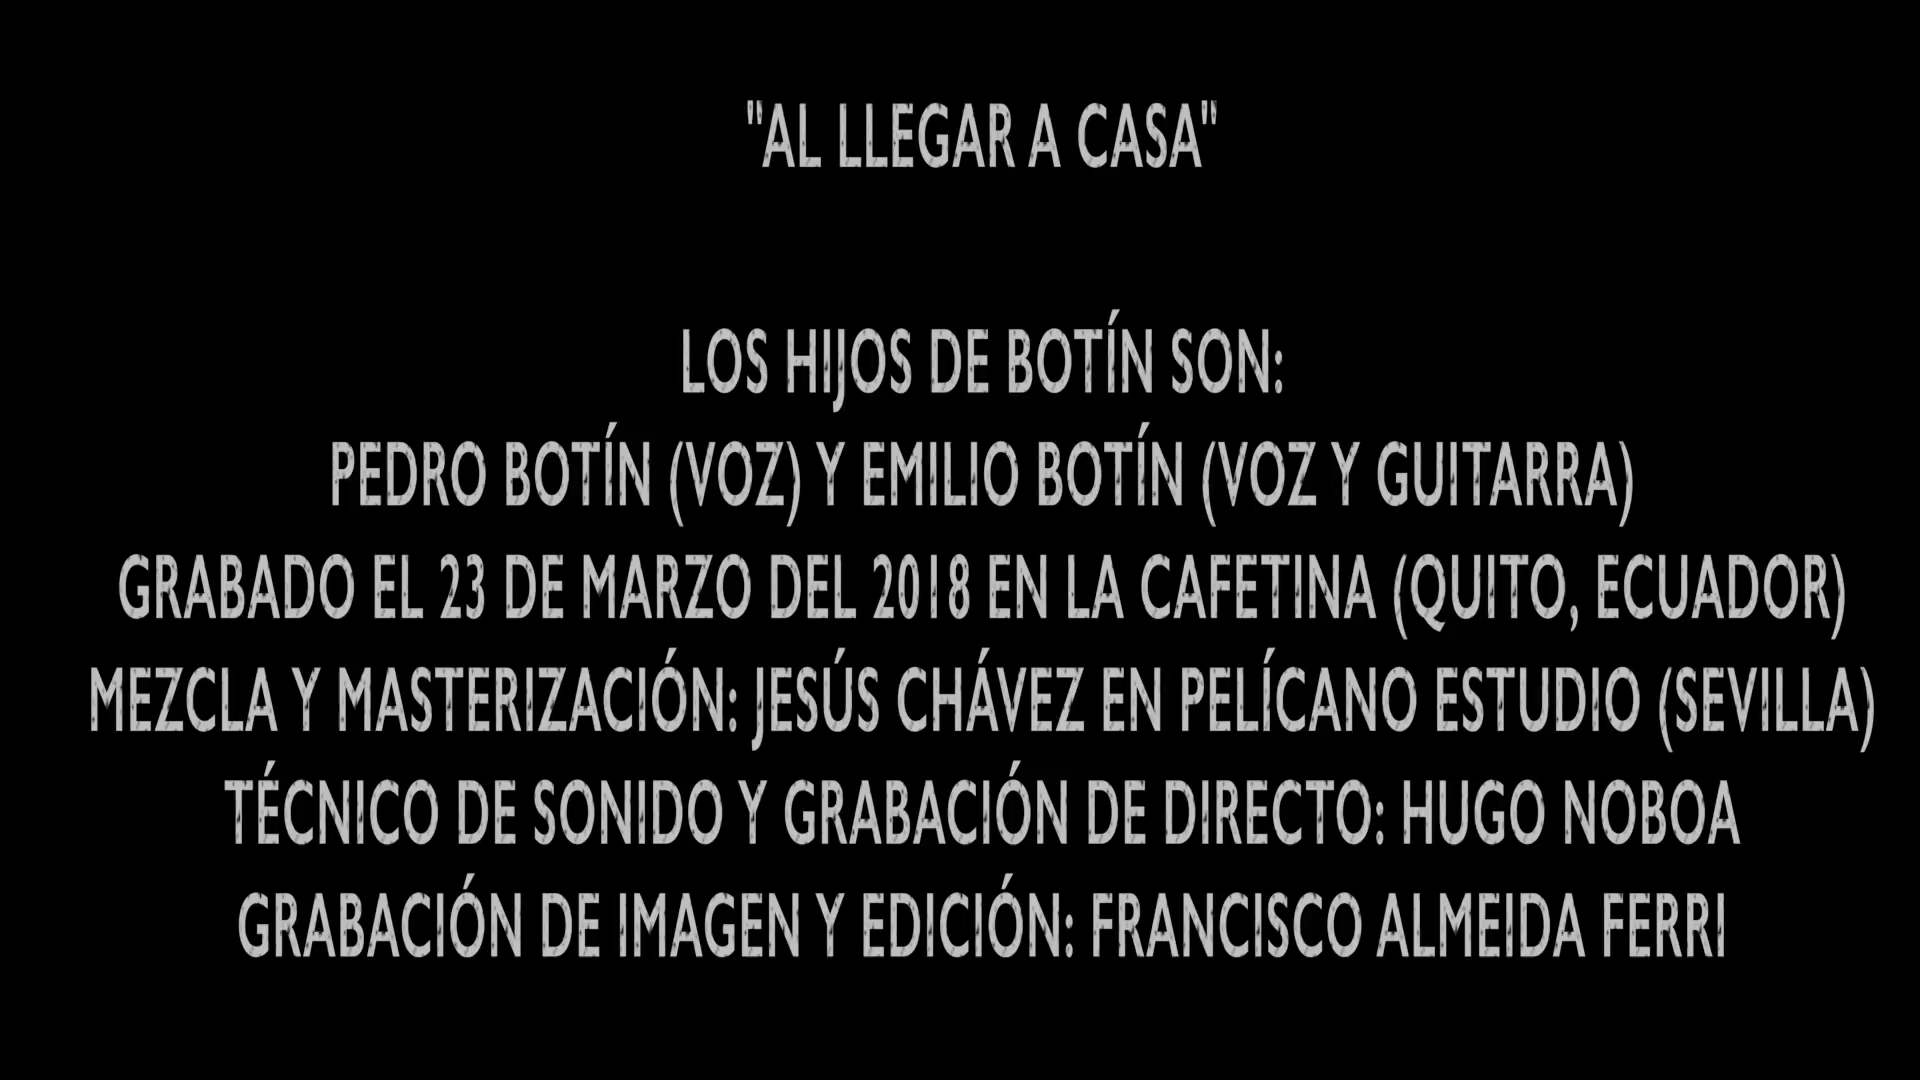 "AL LLEGAR A CASA"
LOS HIJOS DE BOTÍN SON:
PEDRO BOTÍN (VOZ) Y EMILIO BOTÍN (VOZ Y GUITARRA)
GRABADO EL 23 DE MARZO DEL 2018 EN LA CAFETINA (QUITO, ECUADOR)
MEZCLA Y MASTERIZACIÓN: JESÚS CHÁVEZ EN PELÍCANO ESTUDIO (SEVILLA)
TÉCNICO DE SONIDO Y GRABACIÓN DE DIRECTO: HUGO NOBOA
GRABACIÓN DE IMAGEN Y EDICIÓN: FRANCISCO ALMEIDA FERRI